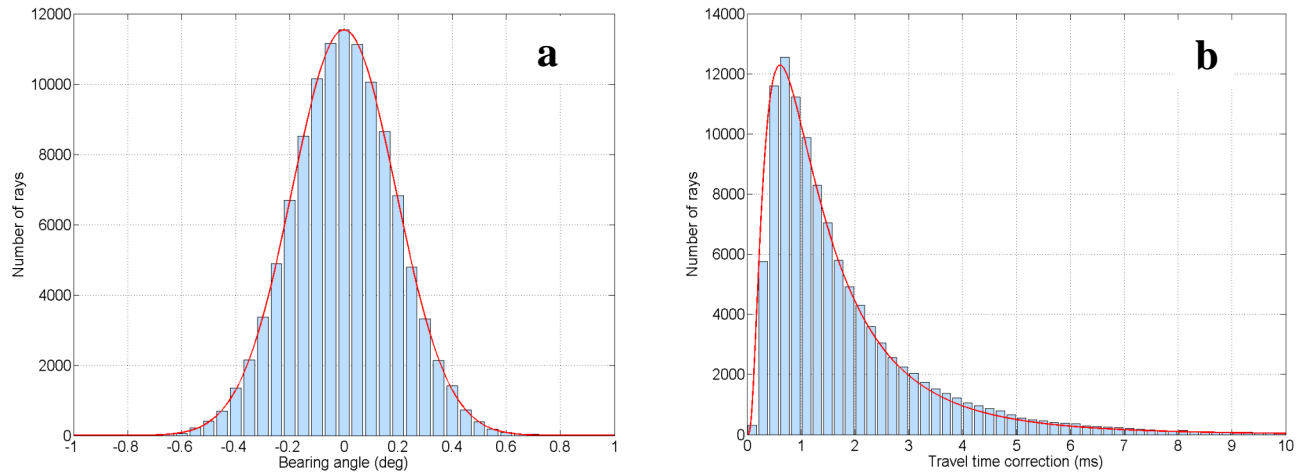 a
12000
10000
8000
6000
4000
2000
0
Number of rays
-1 -0.8 -0.6 -0.4 -0.2 0 0.2 0.4 0.6 0.8 1
Bearing angle (deg)
b
14000
12000
10000
8000
6000
4000
2000
0
Number of rays
0 1 2 3 4 5 6 7 8 9 10
Travel time correction (ms)